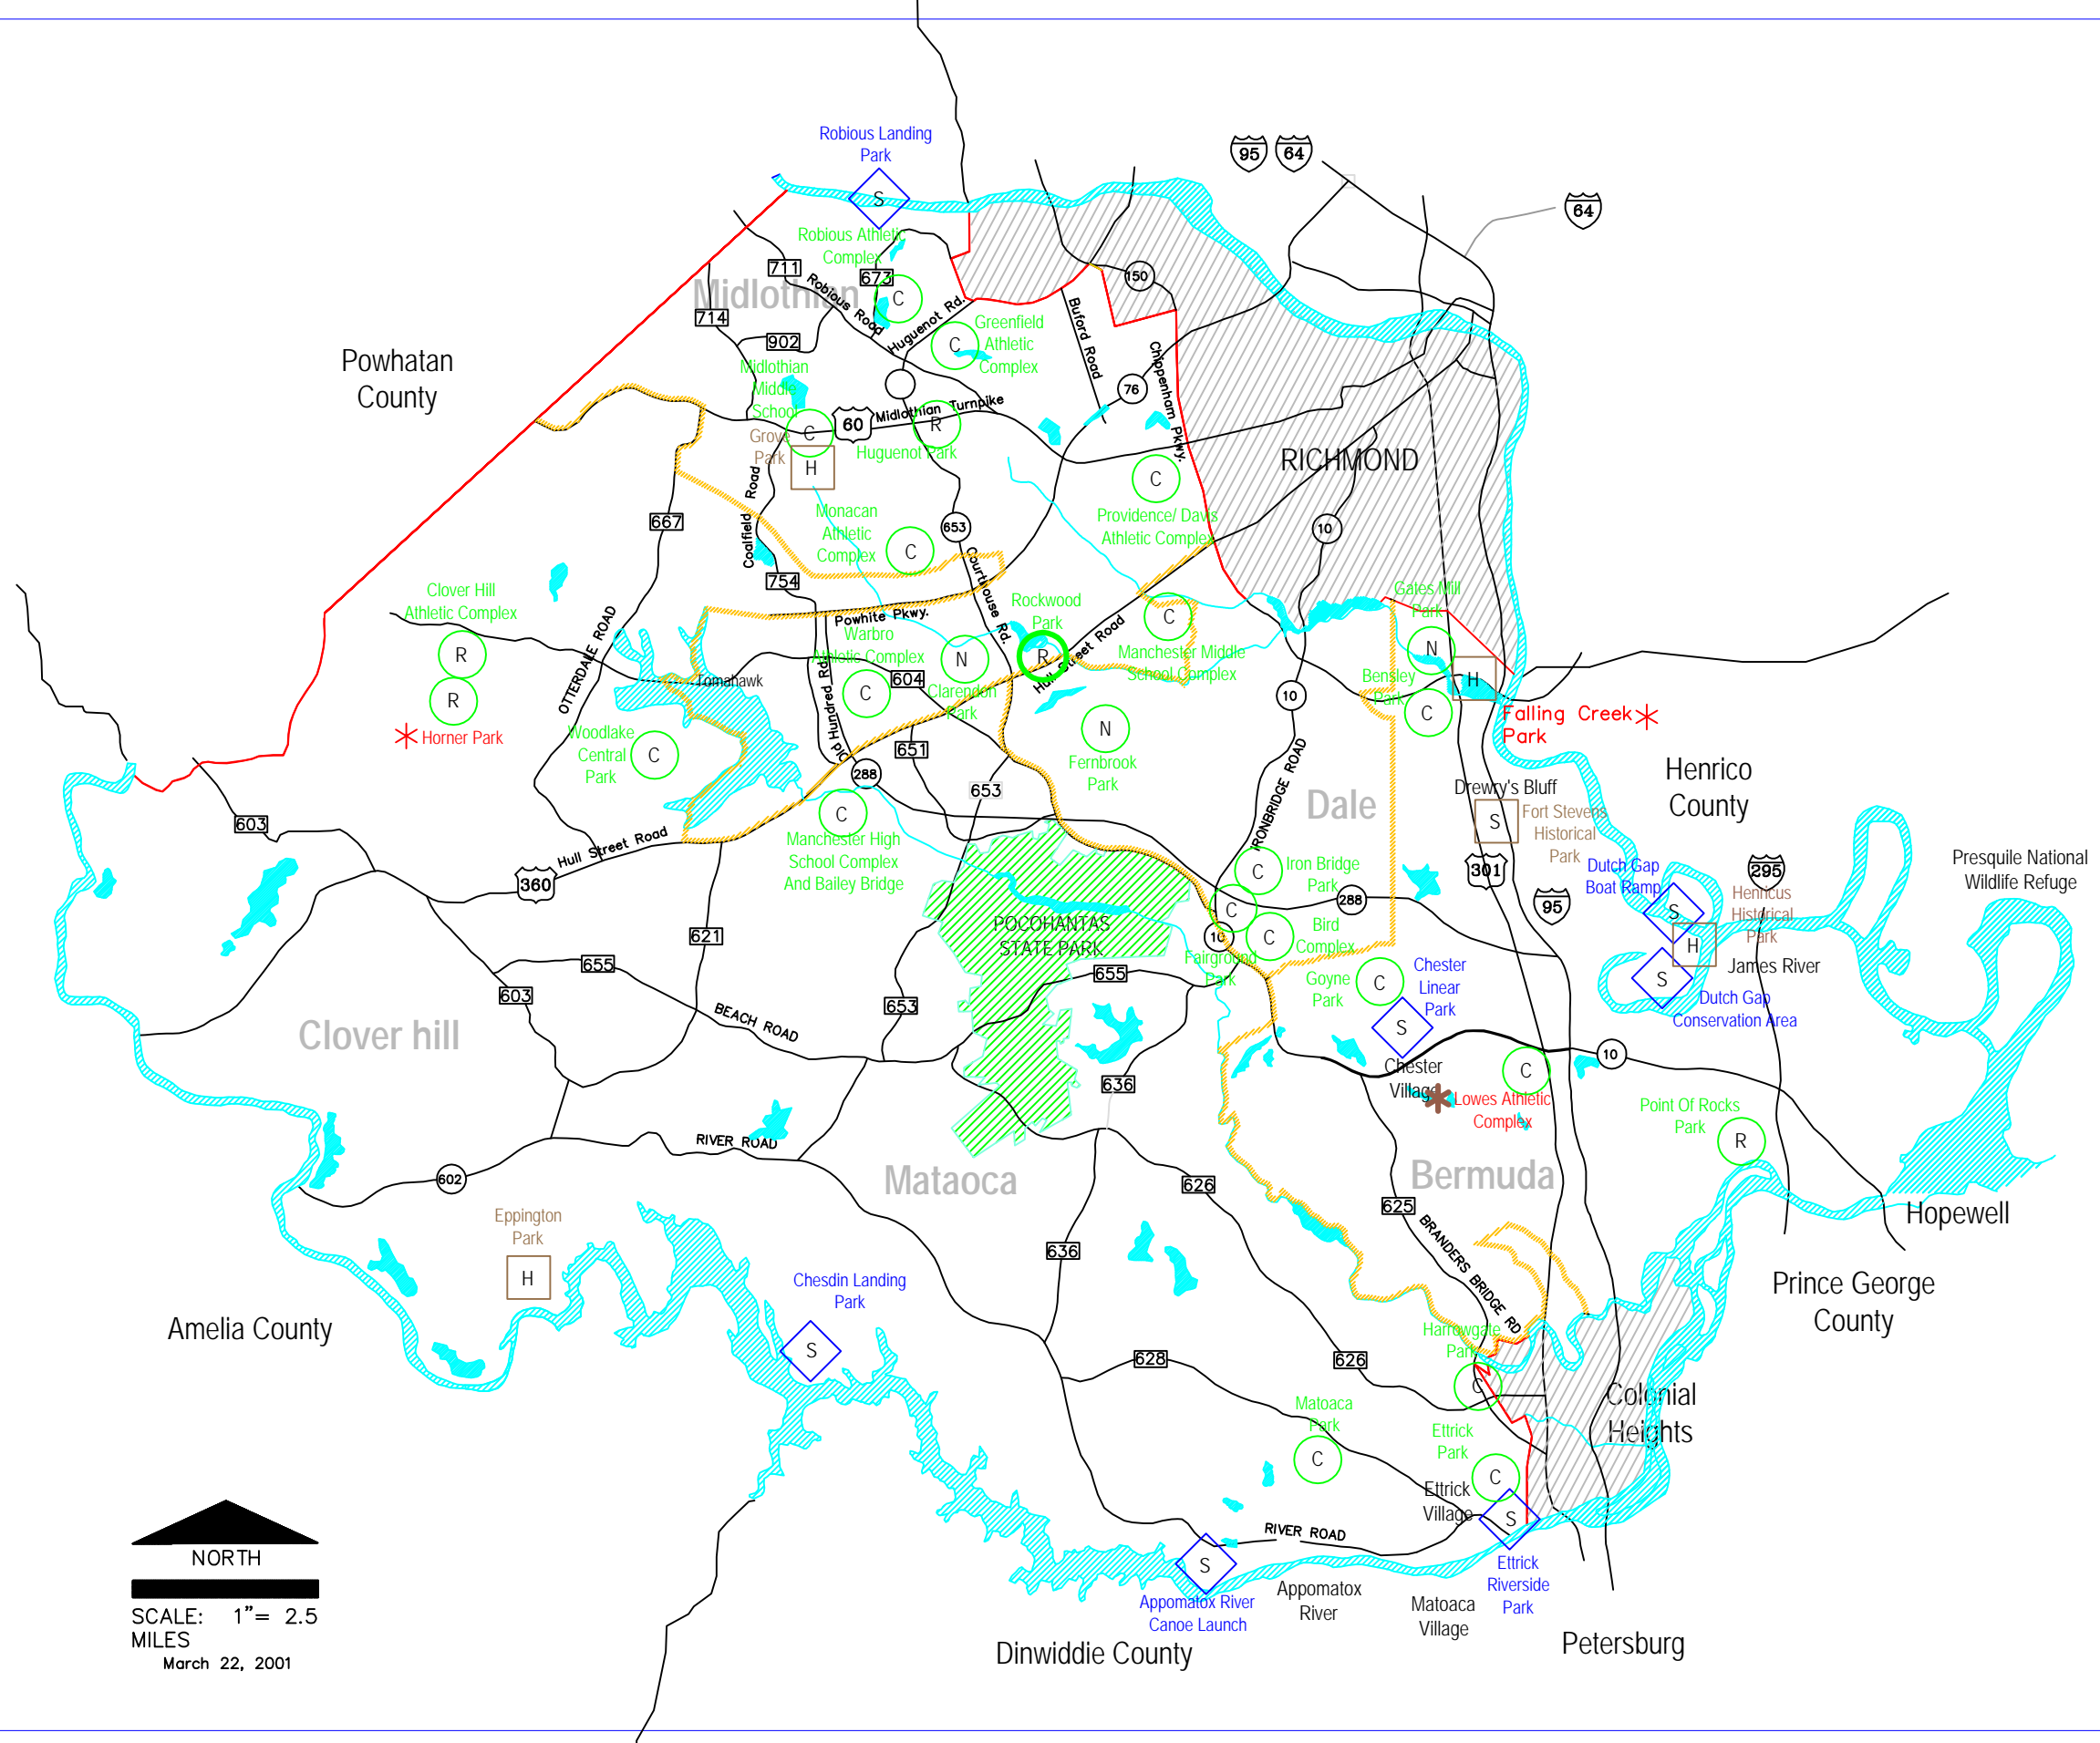 Robious Landing
Park
S
95
64
64
Robious Athletic
Complex
711
673
150
Midlothian
Robious Road
C
714
Huguenot Rd.
Buford Road
Greenfield
Athletic
Complex
C
902
Chippenham Pkwy.
Powhatan
County
Midlothian
Middle
School
76
60
Midlothian Turnpike
C
R
Grove
Park
H
Huguenot Park
RICHMOND
C
Coalfield Road
667
Monacan
Athletic
Complex
C
653
Providence/ Davis
Athletic Complex
10
Courthouse Rd.
754
Clover Hill
Athletic Complex
Gates Mill
Park
Rockwood
Park
OTTERDALE ROAD
Powhite Pkwy.
C
Warbro
Athletic Complex
N
R
Hull Street Road
Manchester Middle
School Complex
N
R
R
Tomahawk
Old Hundred Rd.
604
C
Clarendon
Park
10
Bensley
Park
H
C
Falling Creek
Park
Horner Park
Woodlake
Central
Park
C
651
N
Fernbrook
Park
288
653
IRONBRIDGE ROAD
Henrico
County
Drewry's Bluff
Dale
603
C
S
Fort Stevens
Historical
Park
Manchester High
School Complex
And Bailey Bridge
Hull Street Road
360
C
Iron Bridge
Park
301
Dutch Gap
Boat Ramp
295
Presquile National
Wildlife Refuge
288
95
C
S
Henricus
Historical
Park
POCOHANTAS
STATE PARK
621
10
C
Bird
Complex
H
James River
655
655
Fairground
Park
Goyne
Park
C
Chester
Linear
Park
S
603
653
BEACH ROAD
Dutch Gap
Conservation Area
S
Clover hill
10
Chester
Village
C
636
Lowes Athletic
Complex
Point Of Rocks
Park
R
RIVER ROAD
602
Mataoca
626
Bermuda
625
Hopewell
Eppington
Park
H
636
BRANDERS BRIDGE RD
Chesdin Landing
Park
S
Prince George
County
Amelia County
Harrowgate
Park
C
628
626
Colonial
Heights
Matoaca
Park
C
Ettrick
Park
C
Ettrick
Village
S
RIVER ROAD
S
NORTH
Ettrick
Riverside
Park
Appomatox River
Canoe Launch
Appomatox
River
Matoaca
Village
SCALE: 1"= 2.5
MILES
March 22, 2001
Dinwiddie County
Petersburg